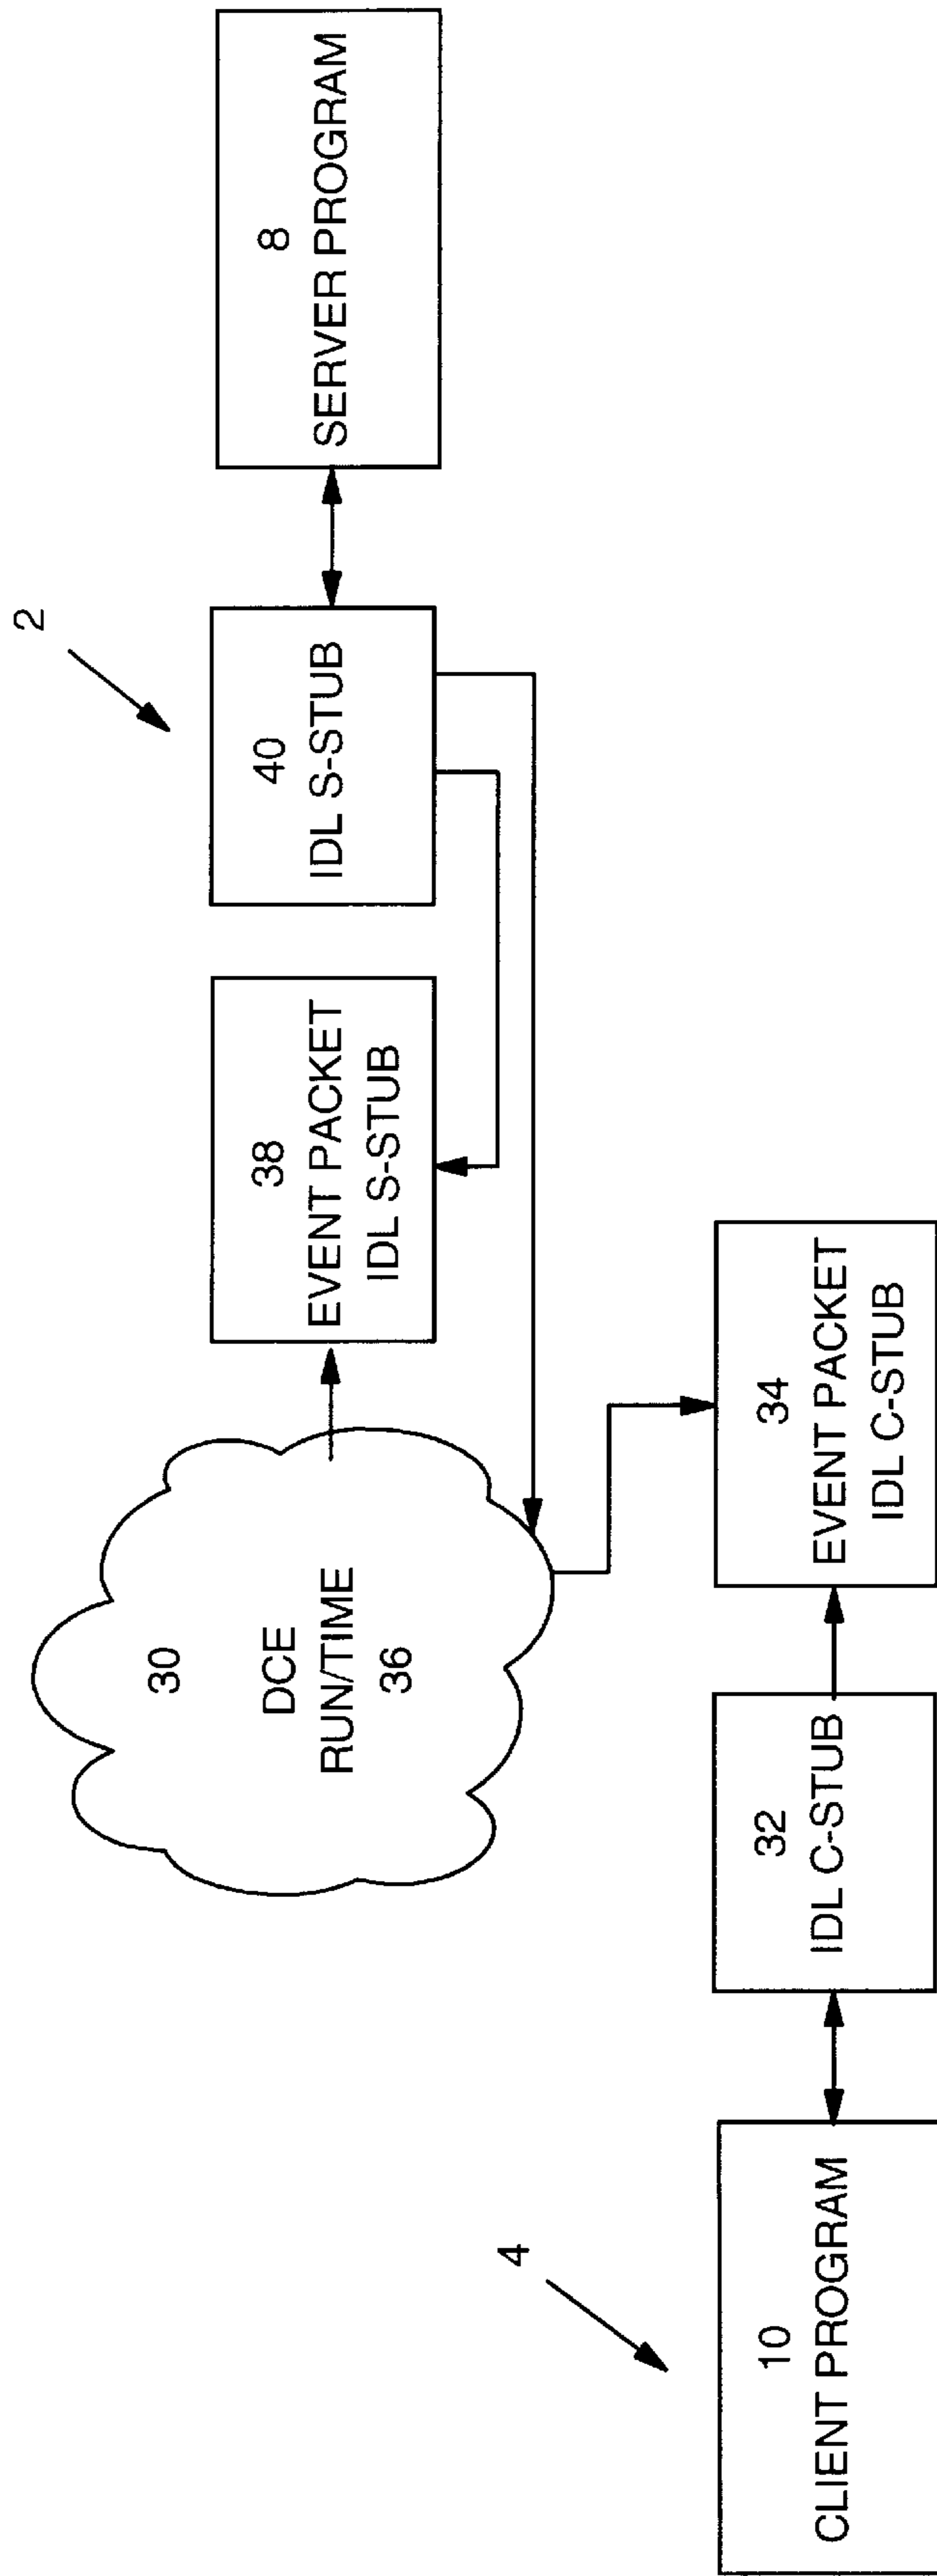 2
8
SERVER PROGRAM
40
IDL S-STUB
38
EVENT PACKET
IDL S-STUB
30
DCE
RUN/TIME
36
4
10
CLIENT PROGRAM
32
IDL C-STUB
34
EVENT PACKET
IDL C-STUB